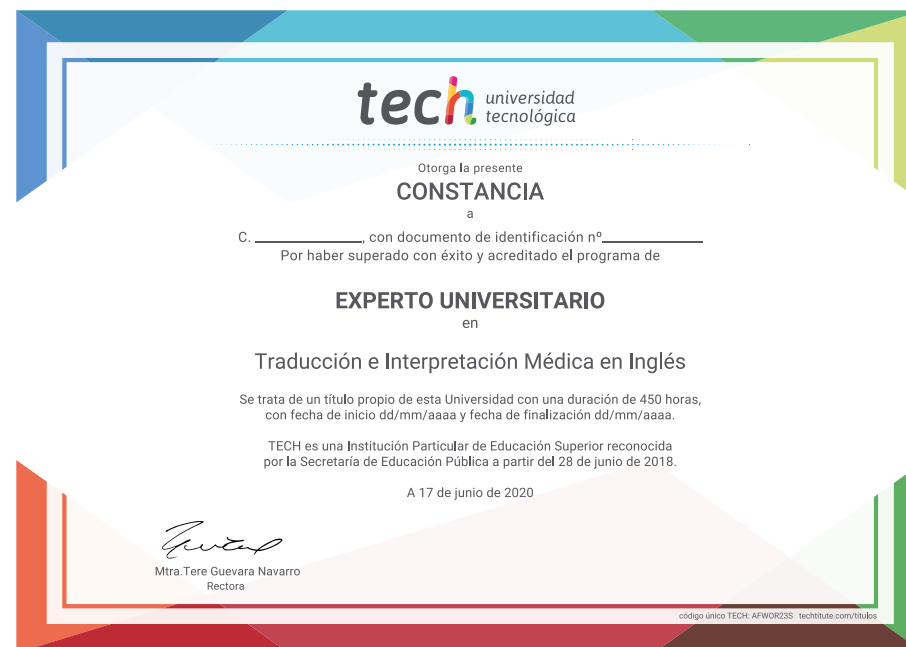 tech universidad
tecnológica
Otorga la presente
CONSTANCIA
a
C. ____________, con documento de identificación nº____________
Por haber superado con éxito y acreditado el programa de
EXPERTO UNIVERSITARIO
en
Traducción e Interpretación Médica en Inglés
Se trata de un título propio de esta Universidad con una duración de 450 horas,
con fecha de inicio dd/mm/aaaa y fecha de finalización dd/mm/aaaa.
TECH es una Institución Particular de Educación Superior reconocida
por la Secretaría de Educación Pública a partir del 28 de junio de 2018.
A 17 de junio de 2020
Mtra.Tere Guevara Navarro
Rectora
código único TECH: AFWOR23S techtitute.com/titulos